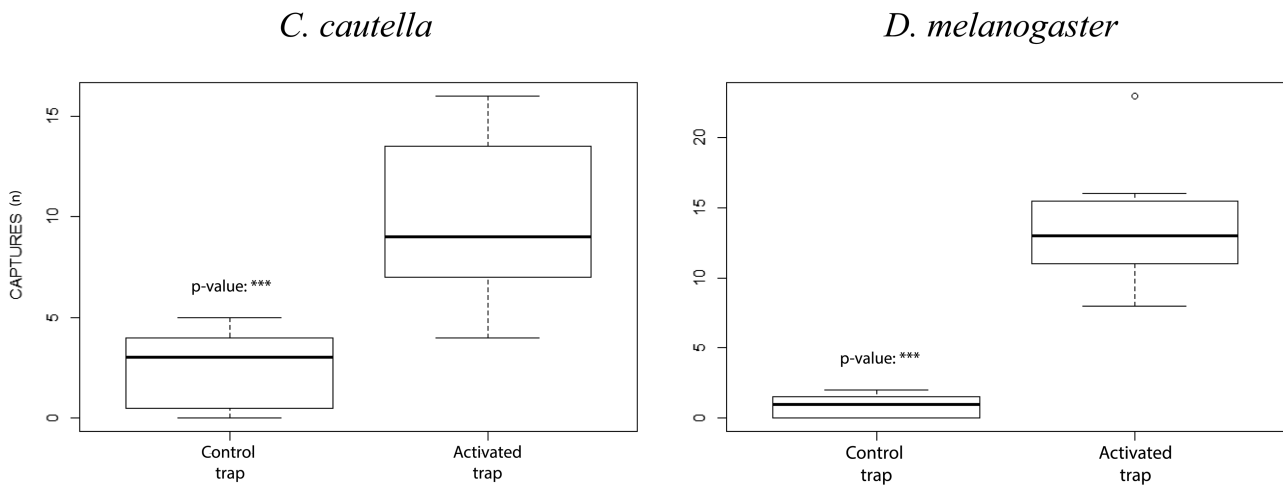 C. cautella
D. melanogaster
CAPTURES (n)
15
10
5
0
p-value: ***
Control
trap
Activated
trap
20
15
10
5
0
p-value: ***
Control
trap
Activated
trap